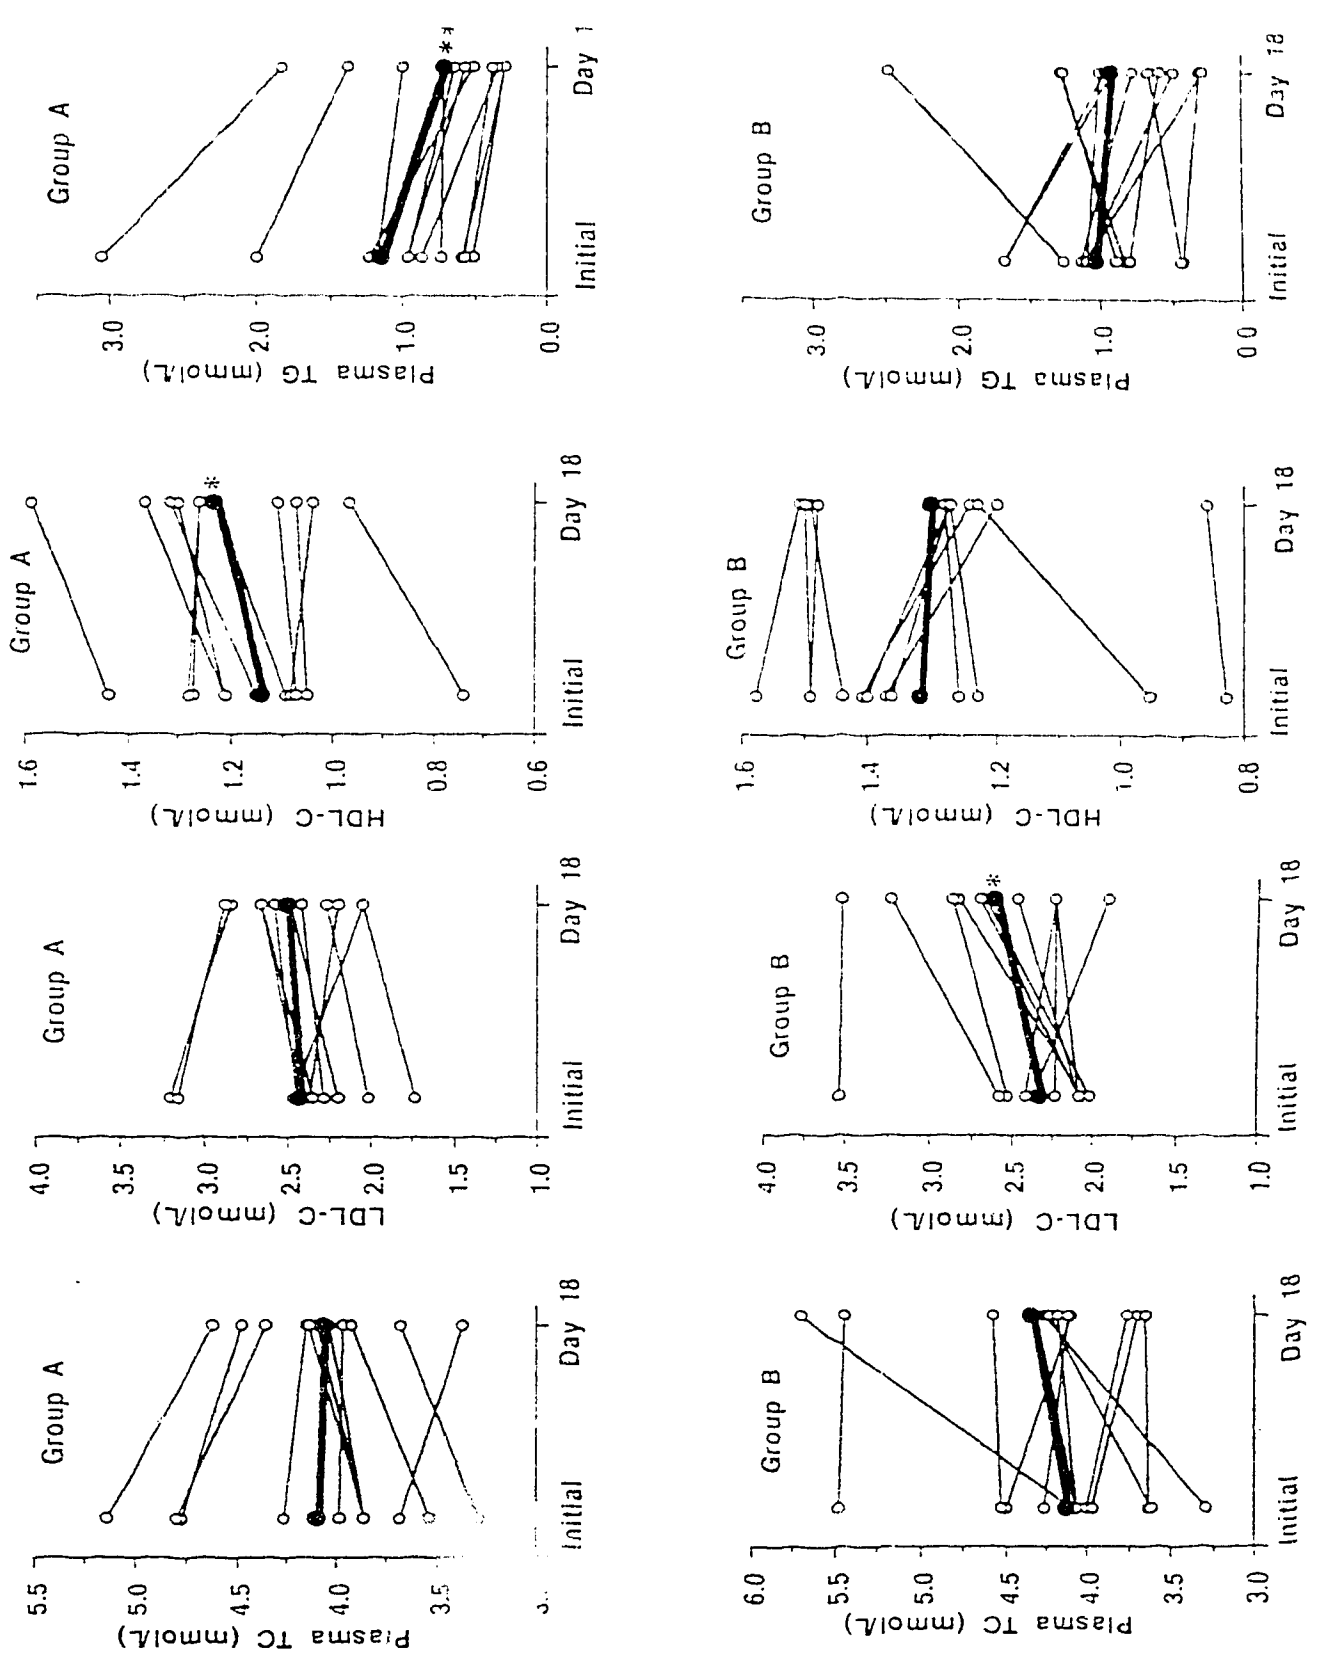 Group A
Plasma TC (mmol/L)
5.5
5.0
4.5
4.0
3.5
Initial
Day 18
Group A
LDL-C (mmol/L)
4.0
3.5
3.0
2.5
2.0
1.5
1.0
Initial
Day 18
Group A
HDL-C (mmol/L)
1.6
1.4
1.2
1.0
0.8
0.6
*
Initial
Day 18
Group A
Plasma TG (mmol/L)
3.0
2.0
1.0
0.0
**
Initial
Day 1
Group B
Plasma TC (mmol/L)
6.0
5.5
5.0
4.5
4.0
3.5
3.0
Initial
Day 18
Group B
LDL-C (mmol/L)
4.0
3.5
3.0
2.5
2.0
1.5
1.0
*
Initial
Day 18
Group B
HDL-C (mmol/L)
1.6
1.4
1.2
1.0
0.8
Initial
Day 18
Group B
Plasma TG (mmol/L)
3.0
2.0
1.0
0.0
Initial
Day 18